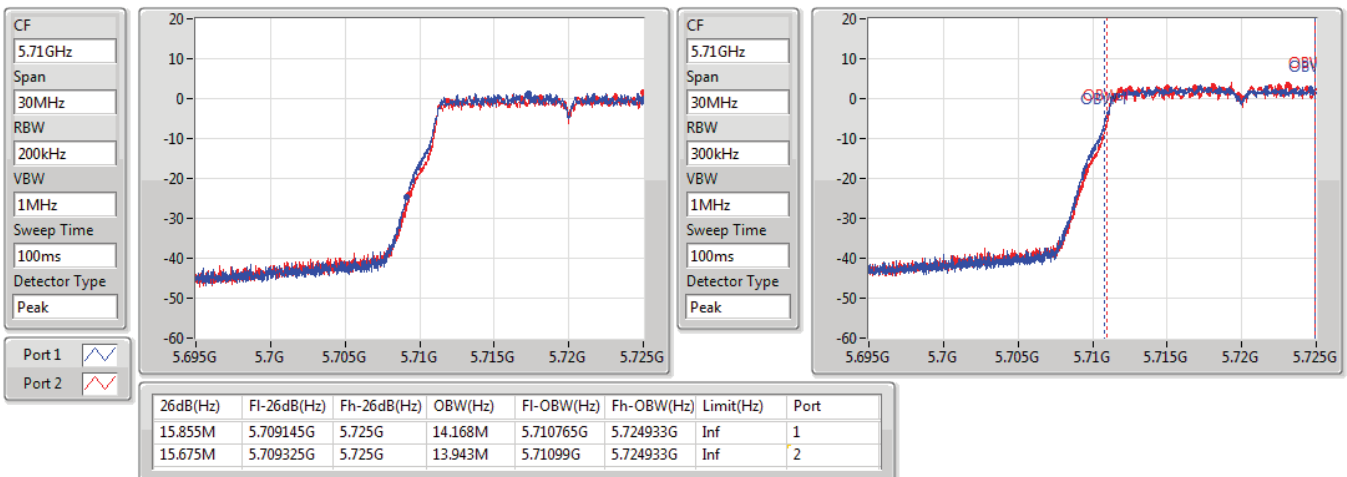 CF
5.71GHz
Span
30MHz
RBW
200kHz
VBW
1MHz
Sweep Time
100ms
Detector Type
Peak
Port 1
Port 2
20
10
0
-10
-20
-30
-40
-50
-60
5.695G 5.7G 5.705G 5.71G 5.715G 5.72G 5.725G
CF
5.71GHz
Span
30MHz
RBW
300kHz
VBW
1MHz
Sweep Time
100ms
Detector Type
Peak
20
10
0
-10
-20
-30
-40
-50
-60
5.695G 5.7G 5.705G 5.71G 5.715G 5.72G 5.725G
26dB(Hz) Fl-26dB(Hz) Fh-26dB(Hz) OBW(Hz) Fl-OBW(Hz) Fh-OBW(Hz) Limit(Hz) Port
15.855M 5.709145G 5.725G 14.168M 5.710765G 5.724933G Inf 1
15.675M 5.709325G 5.725G 13.943M 5.71099G 5.724933G Inf 2